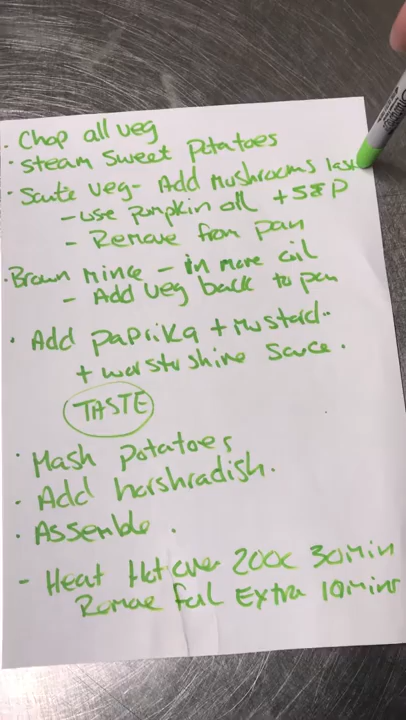 · Chop all veg
· Steam Sweet Potatoes
· Saute veg - Add Mushrooms last
- Use Pumpkin oil + S&P
- Remove from pan
· Brown mince - in more oil
- Add veg back to pan
· Add paprika + Mustard
+ worstushine Sauce.
TASTE
· Mash potatoes
- Add horshradish.
· Assemble.
- Heat Hot oven 200c 30min
Remove foil Extra 10mins